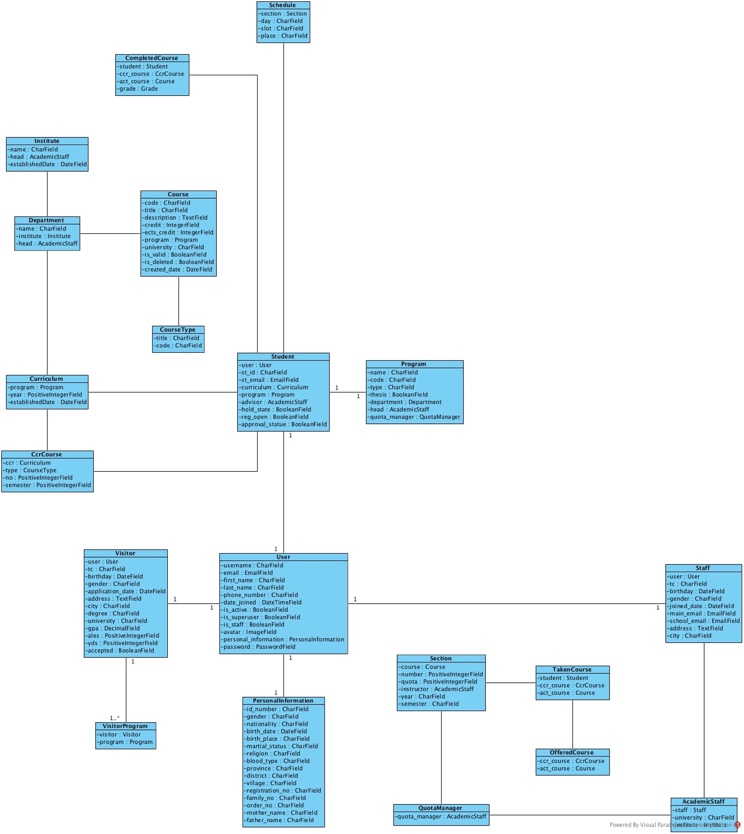 Schedule
-section : Section
-day : CharField
-slot : CharField
-place : CharField
CompletedCourse
-student : Student
-ccr_course : CcrCourse
-act_course : Course
-grade : Grade
Institute
-name : CharField
-head : AcademicStaff
-establishedDate : DateField
Department
-name : CharField
-institute : Institute
-head : AcademicStaff
Course
-code : CharField
-title : CharField
-description : TextField
-credit : IntegerField
-ects_credit : IntegerField
-program : Program
-university : CharField
-is_valid : BooleanField
-is_deleted : BooleanField
-created_date : DateField
CourseType
-title : CharField
-code : CharField
Curriculum
-program : Program
-year : PositiveIntegerField
-establishedDate : DateField
Student
-user : User
-st_id : CharField
-st_email : EmailField
-curriculum : Curriculum
-program : Program
-advisor : AcademicStaff
-hold_state : BooleanField
-reg_open : BooleanField
-approval_statue : BooleanField
1
1
Program
-name : CharField
-code : CharField
-type : CharField
-thesis : BooleanField
-department : Department
-head : AcademicStaff
-quota_manager : QuotaManager
1
CcrCourse
-ccr : Curriculum
-type : CourseType
-no : PositiveIntegerField
-semester : PositiveIntegerField
1
Visitor
-user : User
-tc : CharField
-birthday : DateField
-gender : CharField
-application_date : DateField
-address : TextField
-city : CharField
-degree : CharField
-university : CharField
-gpa : DecimalField
-ales : PositiveIntegerField
-yds : PositiveIntegerField
-accepted : BooleanField
1
1
User
-username : CharField
-email : EmailField
-first_name : CharField
-last_name : CharField
-phone_number : CharField
-date_joined : DateTimeField
-is_active : BooleanField
-is_superuser : BooleanField
-is_staff : BooleanField
-avatar : ImageField
-personal_information : PersonalnInformation
-password : PasswordField
1
1
Staff
-user : User
-tc : CharField
-birthday : DateField
-gender : CharField
-joined_date : DateField
-main_email : EmailField
-school_email : EmailField
-address : TextField
-city : CharField
1
1
1
1..*
VisitorProgram
-visitor : Visitor
-program : Program
PersonalInformation
-id_number : CharField
-gender : CharField
-nationality : CharField
-birth_date : DateField
-birth_place : CharField
-martial_status : CharField
-religion : CharField
-blood_type : CharField
-province : CharField
-district : CharField
-village : CharField
-registration_no : CharField
-family_no : CharField
-order_no : CharField
-mother_name : CharField
-father_name : CharField
Section
-course : Course
-number : PositiveIntegerField
-quota : PositiveIntegerField
-instructor : AcademicStaff
-year : CharField
-semester : CharField
TakenCourse
-student : Student
-ccr_course : CcrCourse
-act_course : Course
OfferedCourse
-ccr_course : CcrCourse
-act_course : Course
QuotaManager
-quota_manager : AcademicStaff
AcademicStaff
-staff : Staff
-university : CharField
Powered By Visual